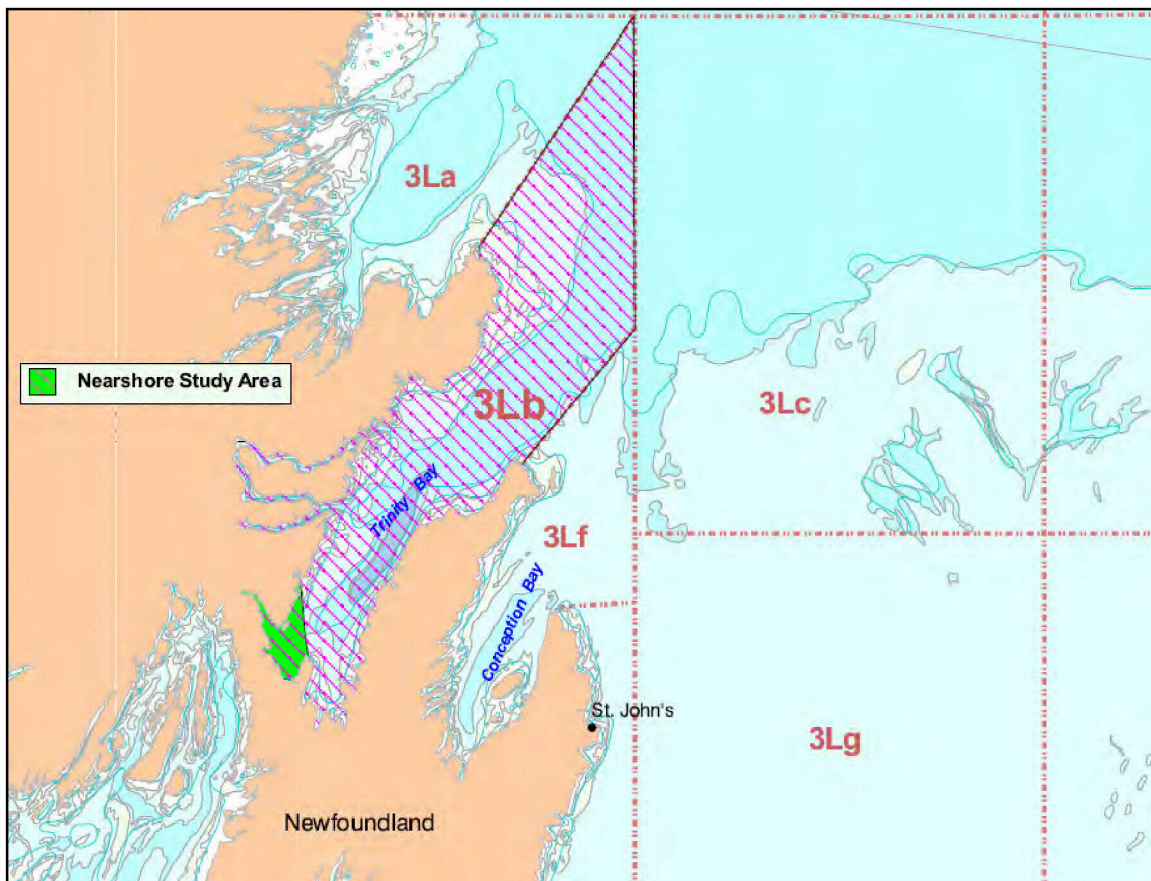 3La
Nearshore Study Area
3Lb
3Lc
Trinity Bay
3Lf
Conception Bay
St. John's
3Lg
Newfoundland